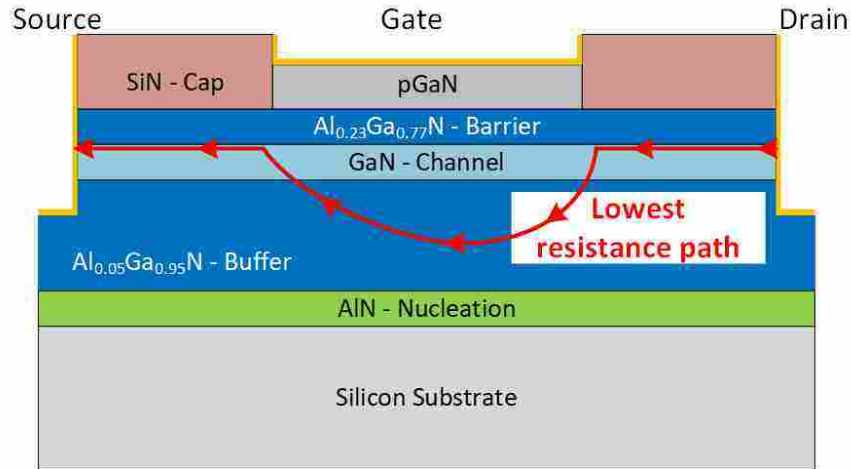 Source
Gate
Drain
SiN - Cap
pGaN
Al₀.₂₃Ga₀.₇₇N - Barrier
GaN - Channel
Lowest
resistance path
Al₀.₀₅Ga₀.₉₅N - Buffer
AlN - Nucleation
Silicon Substrate